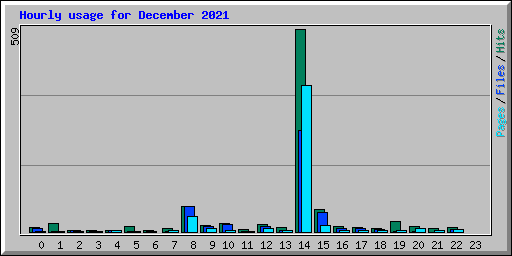 Hourly usage for December 2021
509
Pages/Files/Hits
0 1 2 3 4 5 6 7 8 9 10 11 12 13 14 15 16 17 18 19 20 21 22 23